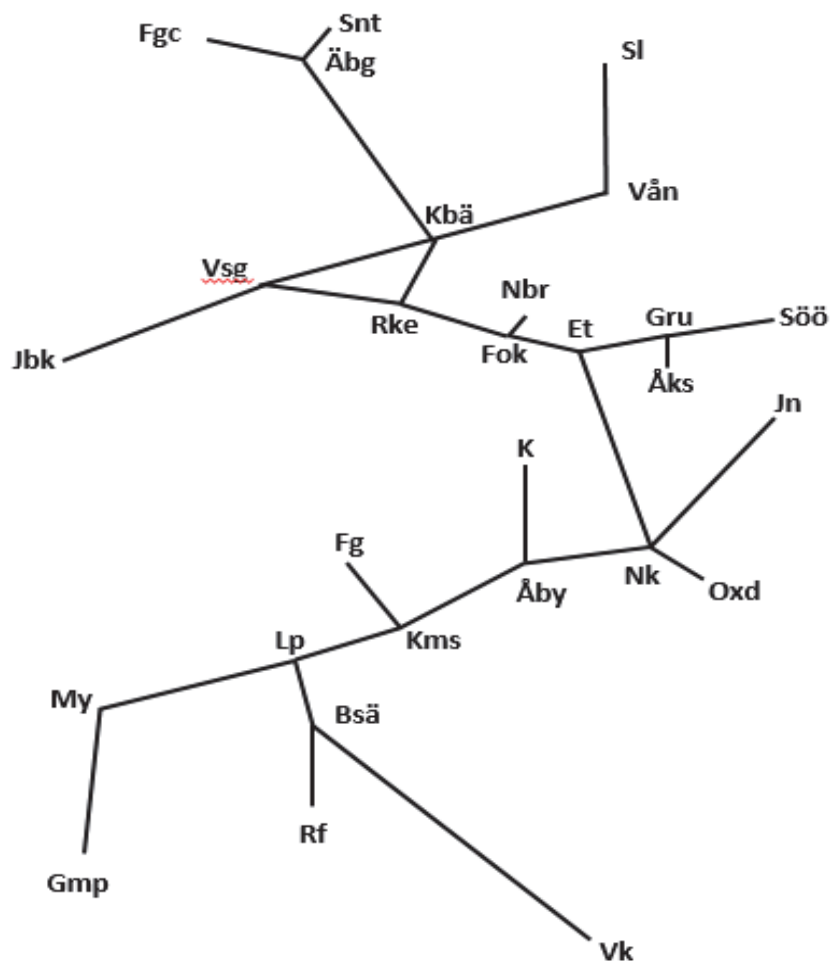 Snt
Fgc
Äbg
Sl
Vån
Kbä
Vsg
Nbr
Rke
Et
Gru
Söö
Fok
Jbk
Åks
Jn
K
Fg
Nk
Åby
Oxd
Lp
Kms
My
Bsä
Rf
Gmp
Vk